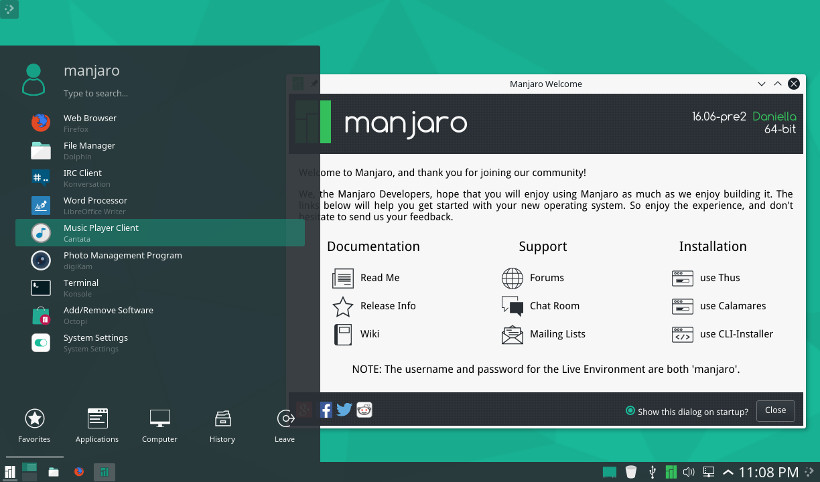 manjaro
Type to search...
Web Browser
Firefox
File Manager
Dolphin
IRC Client
Konversation
Word Processor
LibreOffice Writer
Music Player Client
Cantata
Photo Management Program
digiKam
Terminal
Konsole
Add/Remove Software
Octopi
System Settings
System Settings
Favorites
Applications
Computer
History
Leave
Manjaro Welcome
manjaro
16.06-pre2 Daniella
64-bit
Welcome to Manjaro, and thank you for joining our community!
We, the Manjaro Developers, hope that you will enjoy using Manjaro as much as we enjoy building it. The
links below will help you get started with your new operating system. So enjoy the experience, and don't
hesitate to send us your feedback.
Documentation
Read Me
Release Info
Wiki
Support
Forums
Chat Room
Mailing Lists
Installation
use Thus
use Calamares
use CLI-Installer
NOTE: The username and password for the Live Environment are both 'manjaro'.
Show this dialog on startup?
Close
11:08 PM